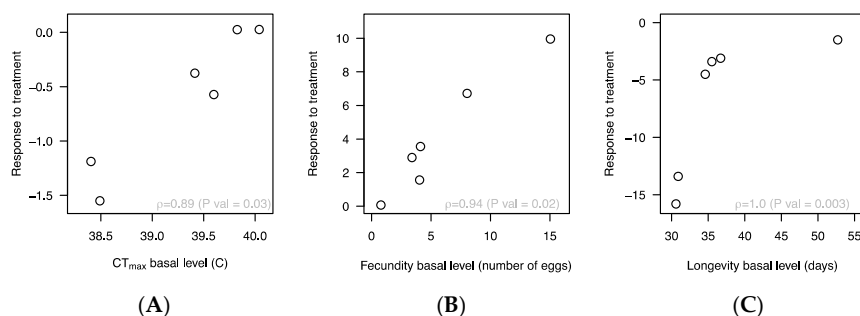 Response to treatment
0.0
−0.5
−1.0
−1.5
ρ=0.89 (P val = 0.03)
38.5
39.0
39.5
40.0
CTmax basal level (C)
(A)
Response to treatment
10
8
6
4
2
0
ρ=0.94 (P val = 0.02)
0
5
10
15
Fecundity basal level (number of eggs)
(B)
Response to treatment
0
−5
−10
−15
ρ=1.0 (P val = 0.003)
30
35
40
45
50
55
Longevity basal level (days)
(C)